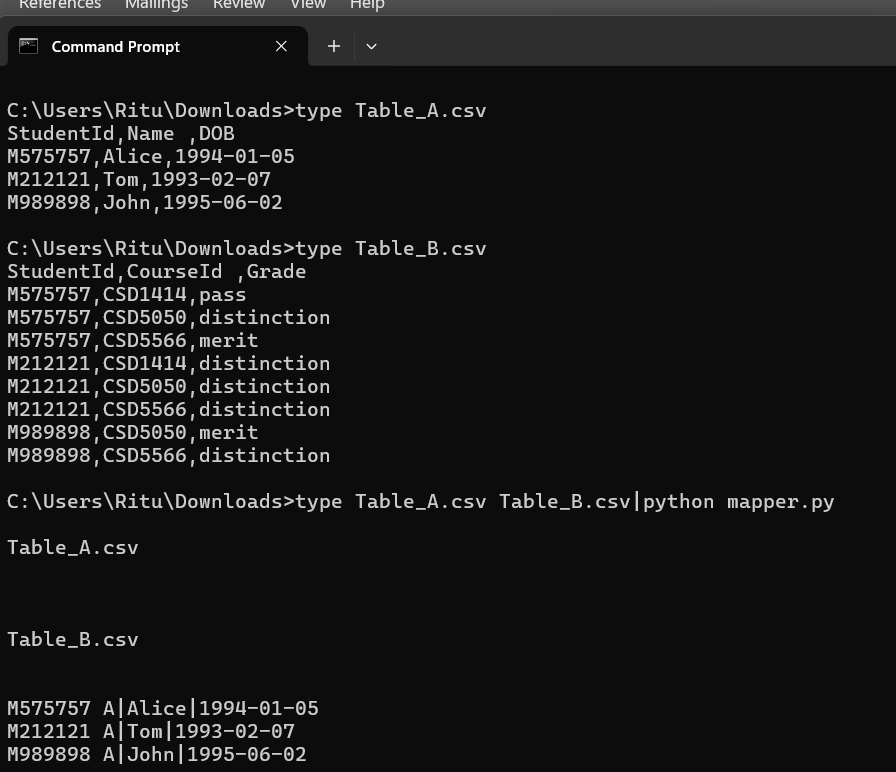 References Mailings Review View Help
Command Prompt
C:\Users\Ritu\Downloads>type Table_A.csv
StudentId,Name ,DOB
M575757,Alice,1994-01-05
M212121,Tom,1993-02-07
M989898,John,1995-06-02
C:\Users\Ritu\Downloads>type Table_B.csv
StudentId,CourseId ,Grade
M575757,CSD1414,pass
M575757,CSD5050,distinction
M575757,CSD5566,merit
M212121,CSD1414,distinction
M212121,CSD5050,distinction
M212121,CSD5566,distinction
M989898,CSD5050,merit
M989898,CSD5566,distinction
C:\Users\Ritu\Downloads>type Table_A.csv Table_B.csv|python mapper.py
Table_A.csv
Table_B.csv
M575757 A|Alice|1994-01-05
M212121 A|Tom|1993-02-07
M989898 A|John|1995-06-02